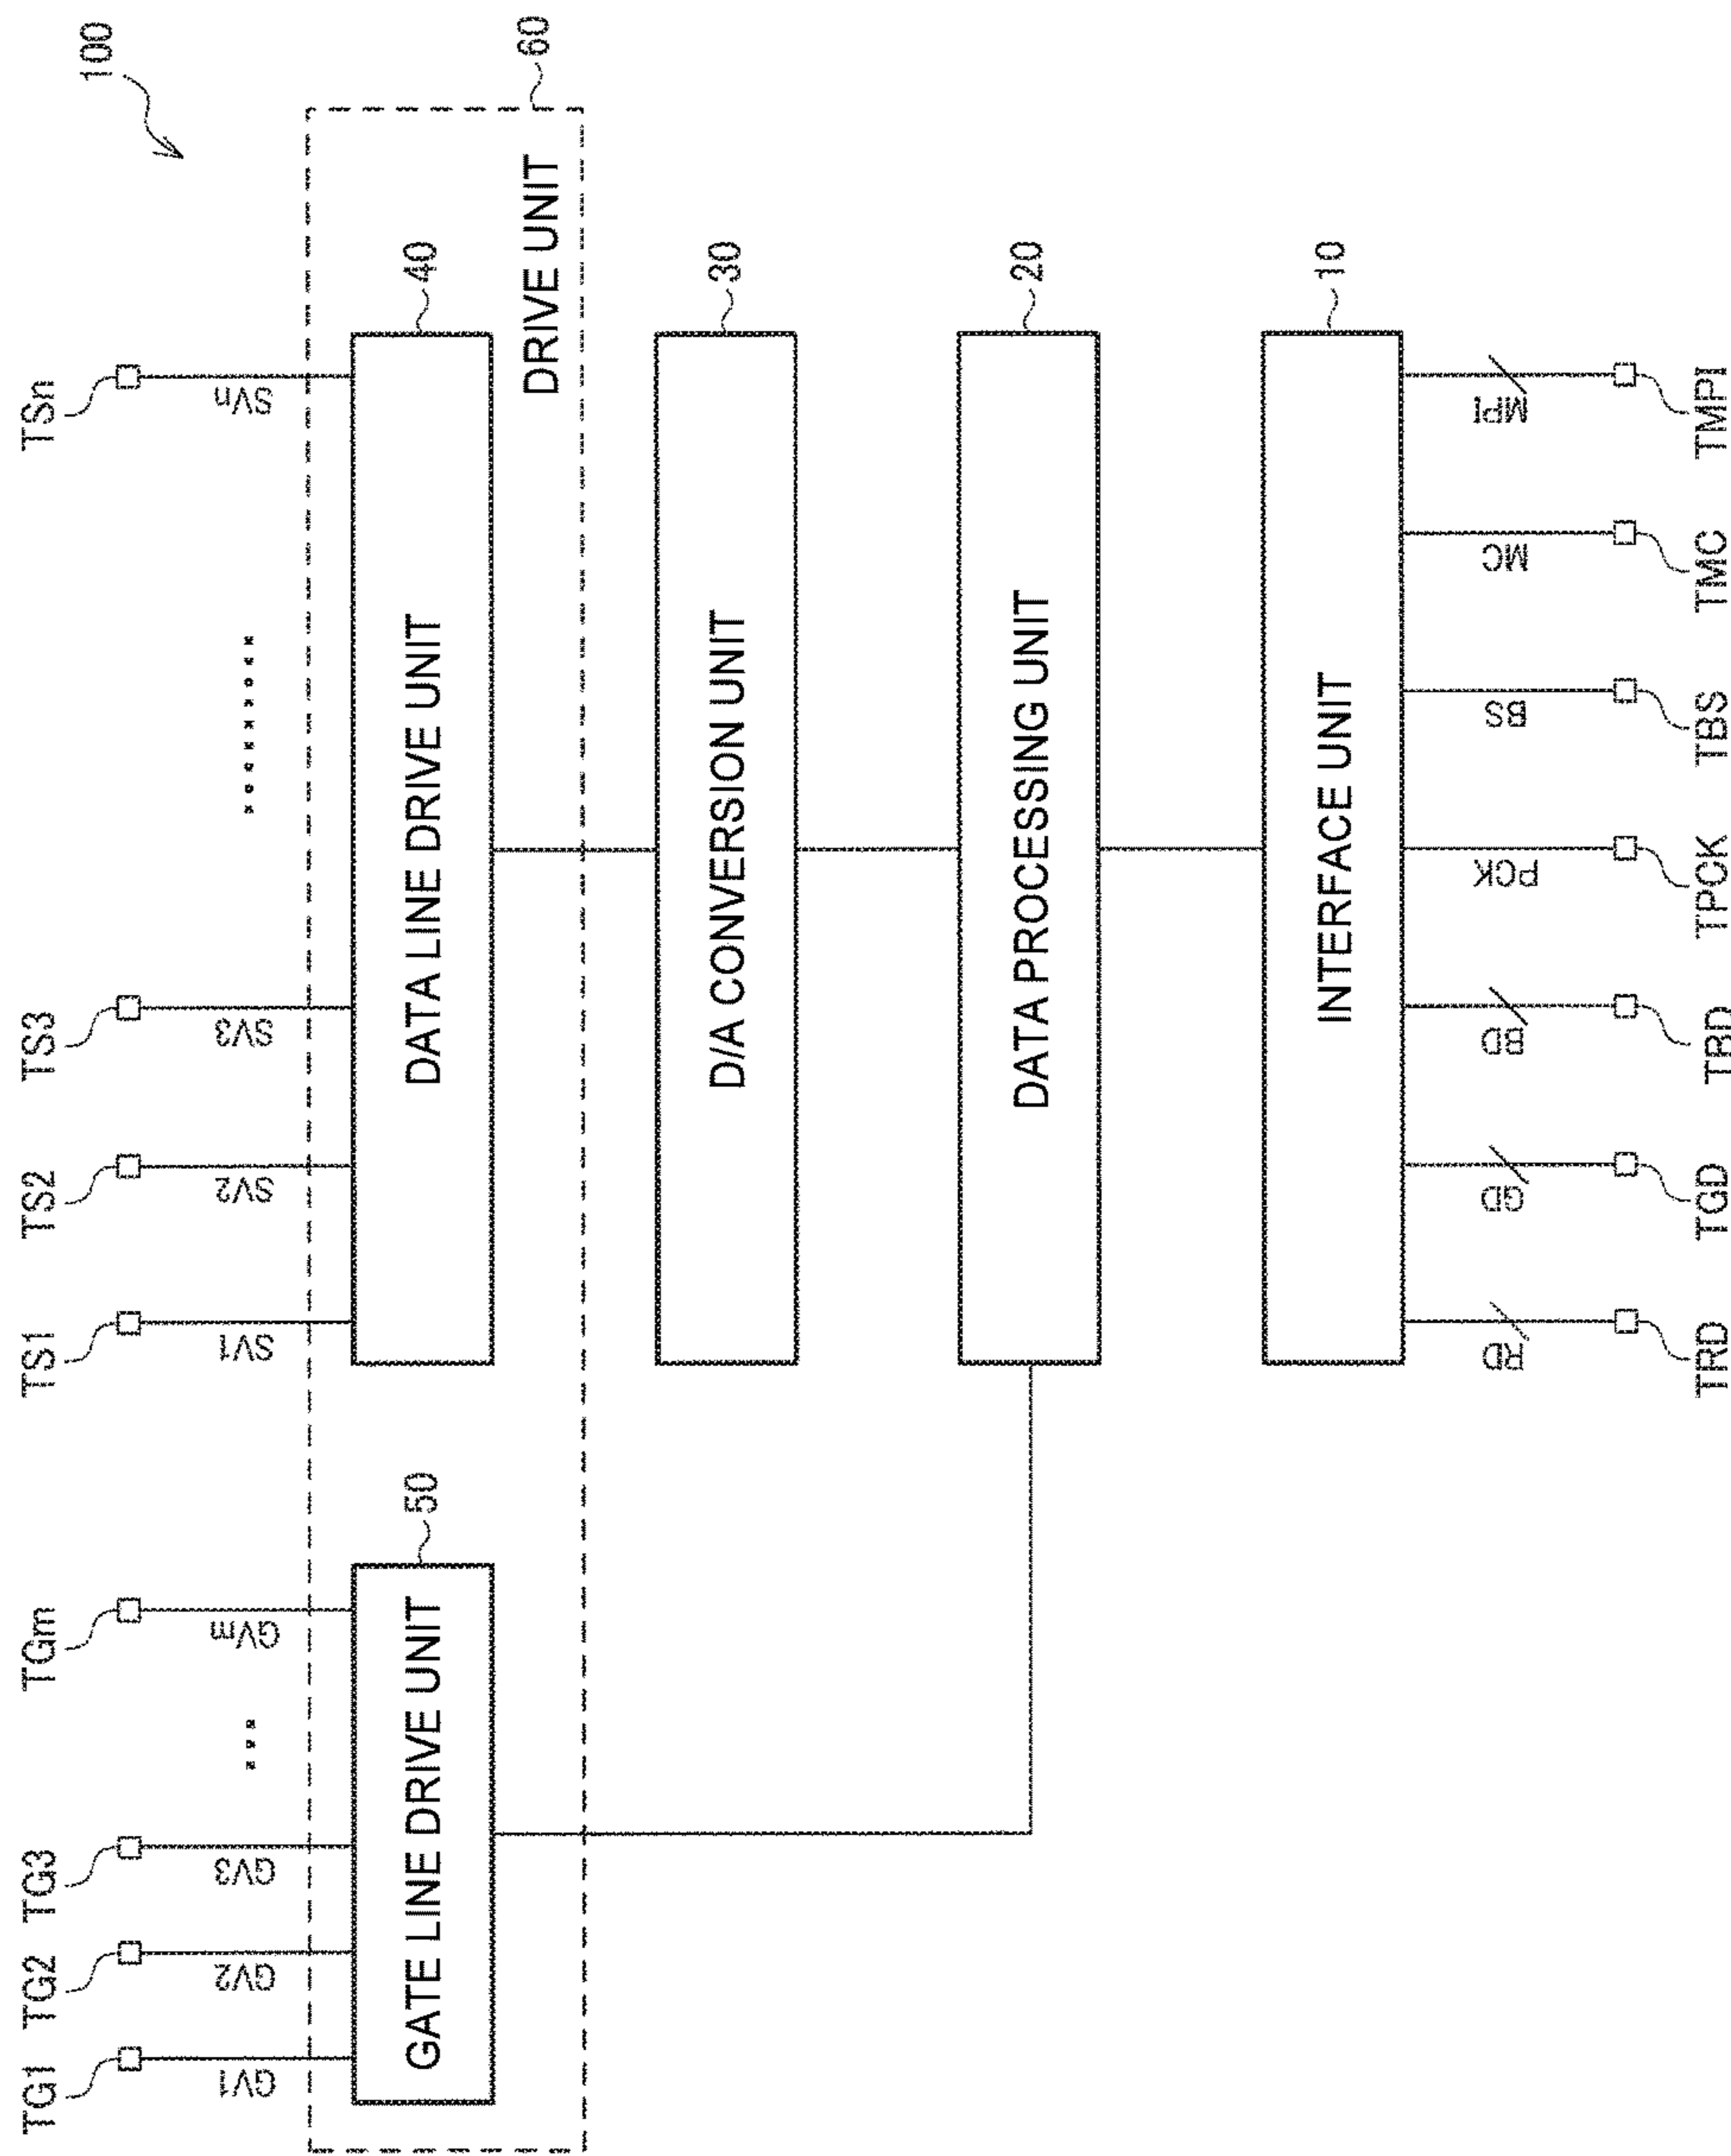 100
TG1
TG2
TG3
TGm
TS1
TS2
TS3
TSn
GV1
GV2
GV3
GVm
SV1
SV2
SV3
SVn
60
50
40
GATE LINE DRIVE UNIT
DATA LINE DRIVE UNIT
DRIVE UNIT
30
D/A CONVERSION UNIT
20
DATA PROCESSING UNIT
10
INTERFACE UNIT
RD
GD
BD
PCK
BS
MC
MPI
TRD
TGD
TBD
TPCK
TBS
TMC
TMPI